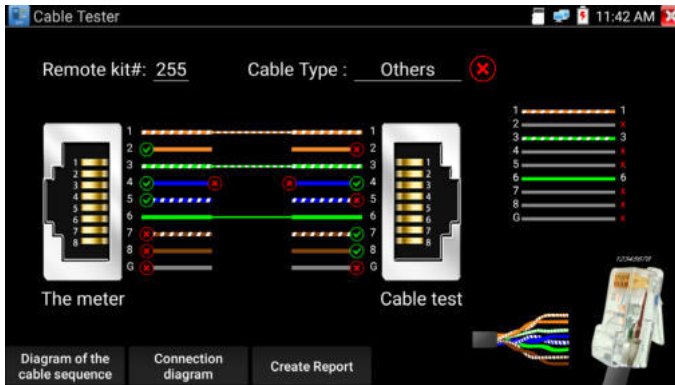 Cable Tester
11:42 AM
Remote kit#: 255 Cable Type : Others
1 1
2 2
3 3
4 4
5 5
6 6
7 7
8 8
G G
1
2
3
4
5
6
7
8
1
2
3
4
5
6
7
8
The meter
Cable test
1 1
2 x
3 3
4 x
5 x
6 6
7 x
8 x
G x
12345678
Diagram of the
cable sequence
Connection
diagram
Create Report